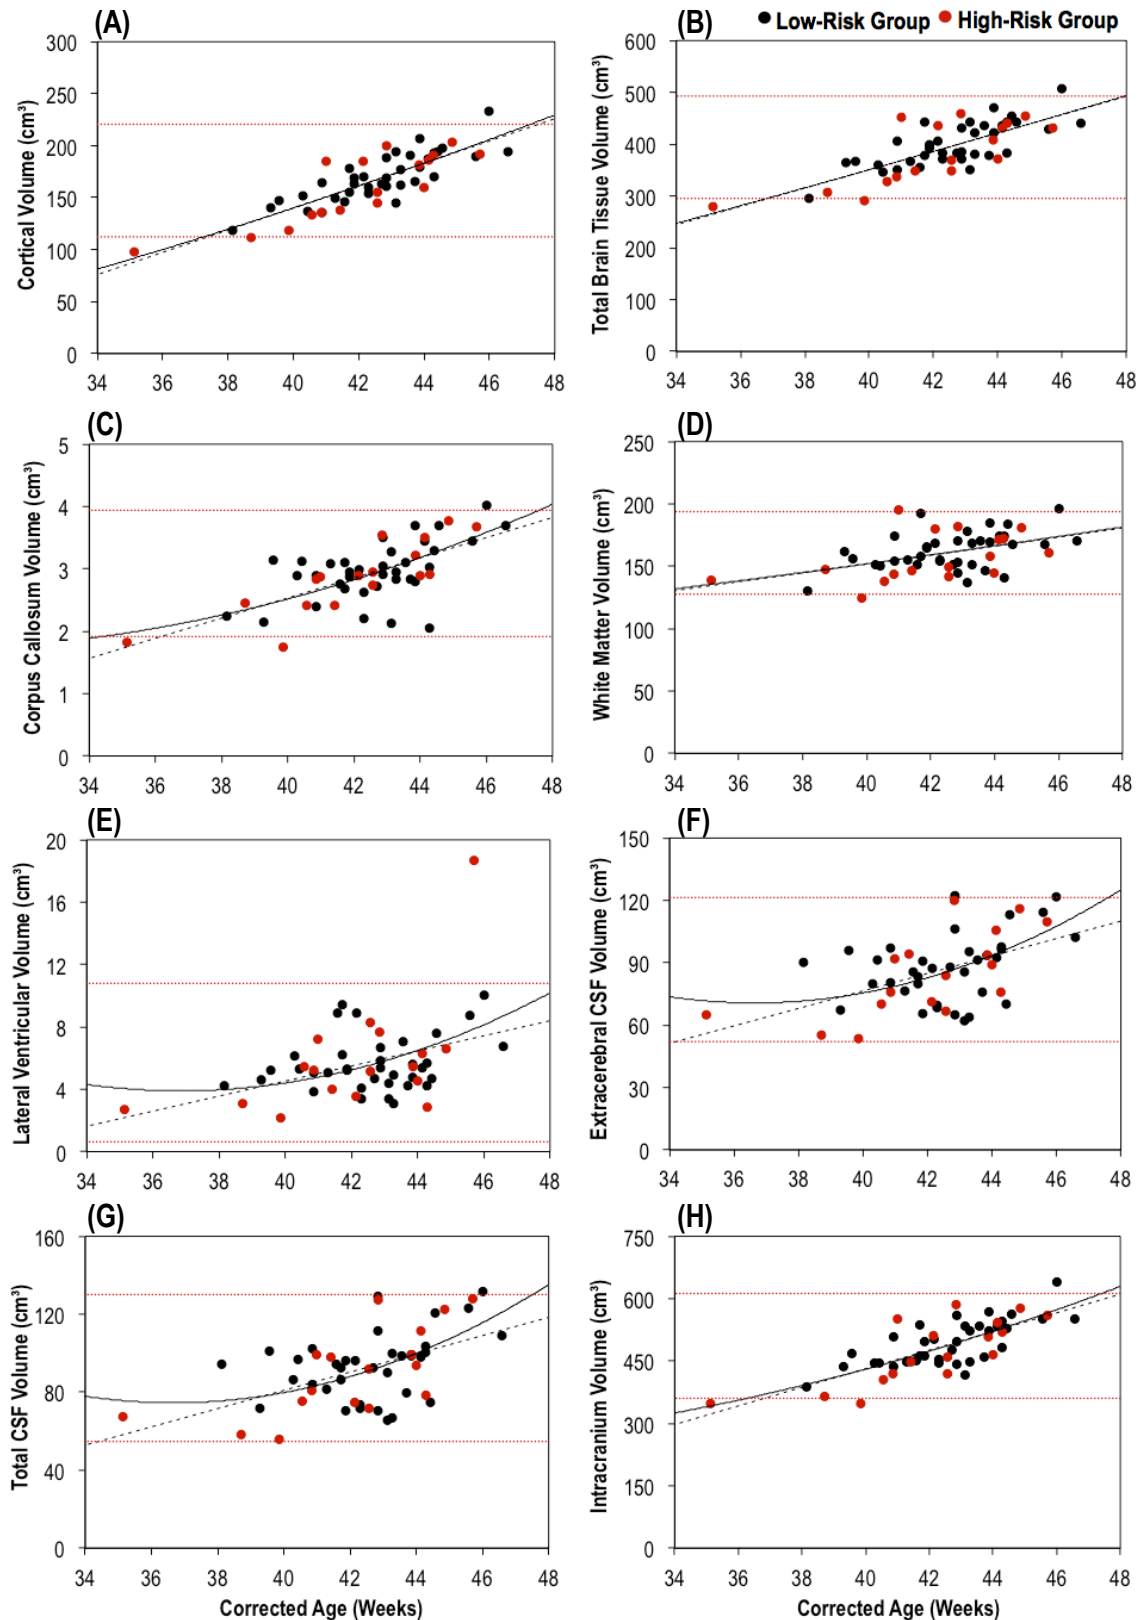 (A)
(B)
Low-Risk Group
High-Risk Group
300
250
200
150
100
50
0
Cortical Volume (cm³)
34 36 38 40 42 44 46 48
600
500
400
300
200
100
0
Total Brain Tissue Volume (cm³)
34 36 38 40 42 44 46 48
(C)
(D)
5
4
3
2
1
0
Corpus Callosum Volume (cm³)
34 36 38 40 42 44 46 48
250
200
150
100
50
0
White Matter Volume (cm³)
34 36 38 40 42 44 46 48
(E)
(F)
20
16
12
8
4
0
Lateral Ventricular Volume (cm³)
34 36 38 40 42 44 46 48
150
120
90
60
30
0
Extracerebral CSF Volume (cm³)
34 36 38 40 42 44 46 48
(G)
(H)
160
120
80
40
0
Total CSF Volume (cm³)
34 36 38 40 42 44 46 48
Corrected Age (Weeks)
750
600
450
300
150
0
Intracranium Volume (cm³)
34 36 38 40 42 44 46 48
Corrected Age (Weeks)